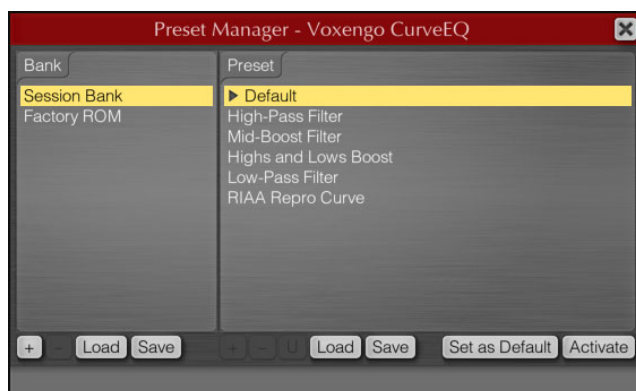 Preset Manager - Voxengo CurveEQ
Bank
Preset
Session Bank
Factory ROM
Default
High-Pass Filter
Mid-Boost Filter
Highs and Lows Boost
Low-Pass Filter
RIAA Repro Curve
+ - Load Save
+ - U Load Save Set as Default Activate